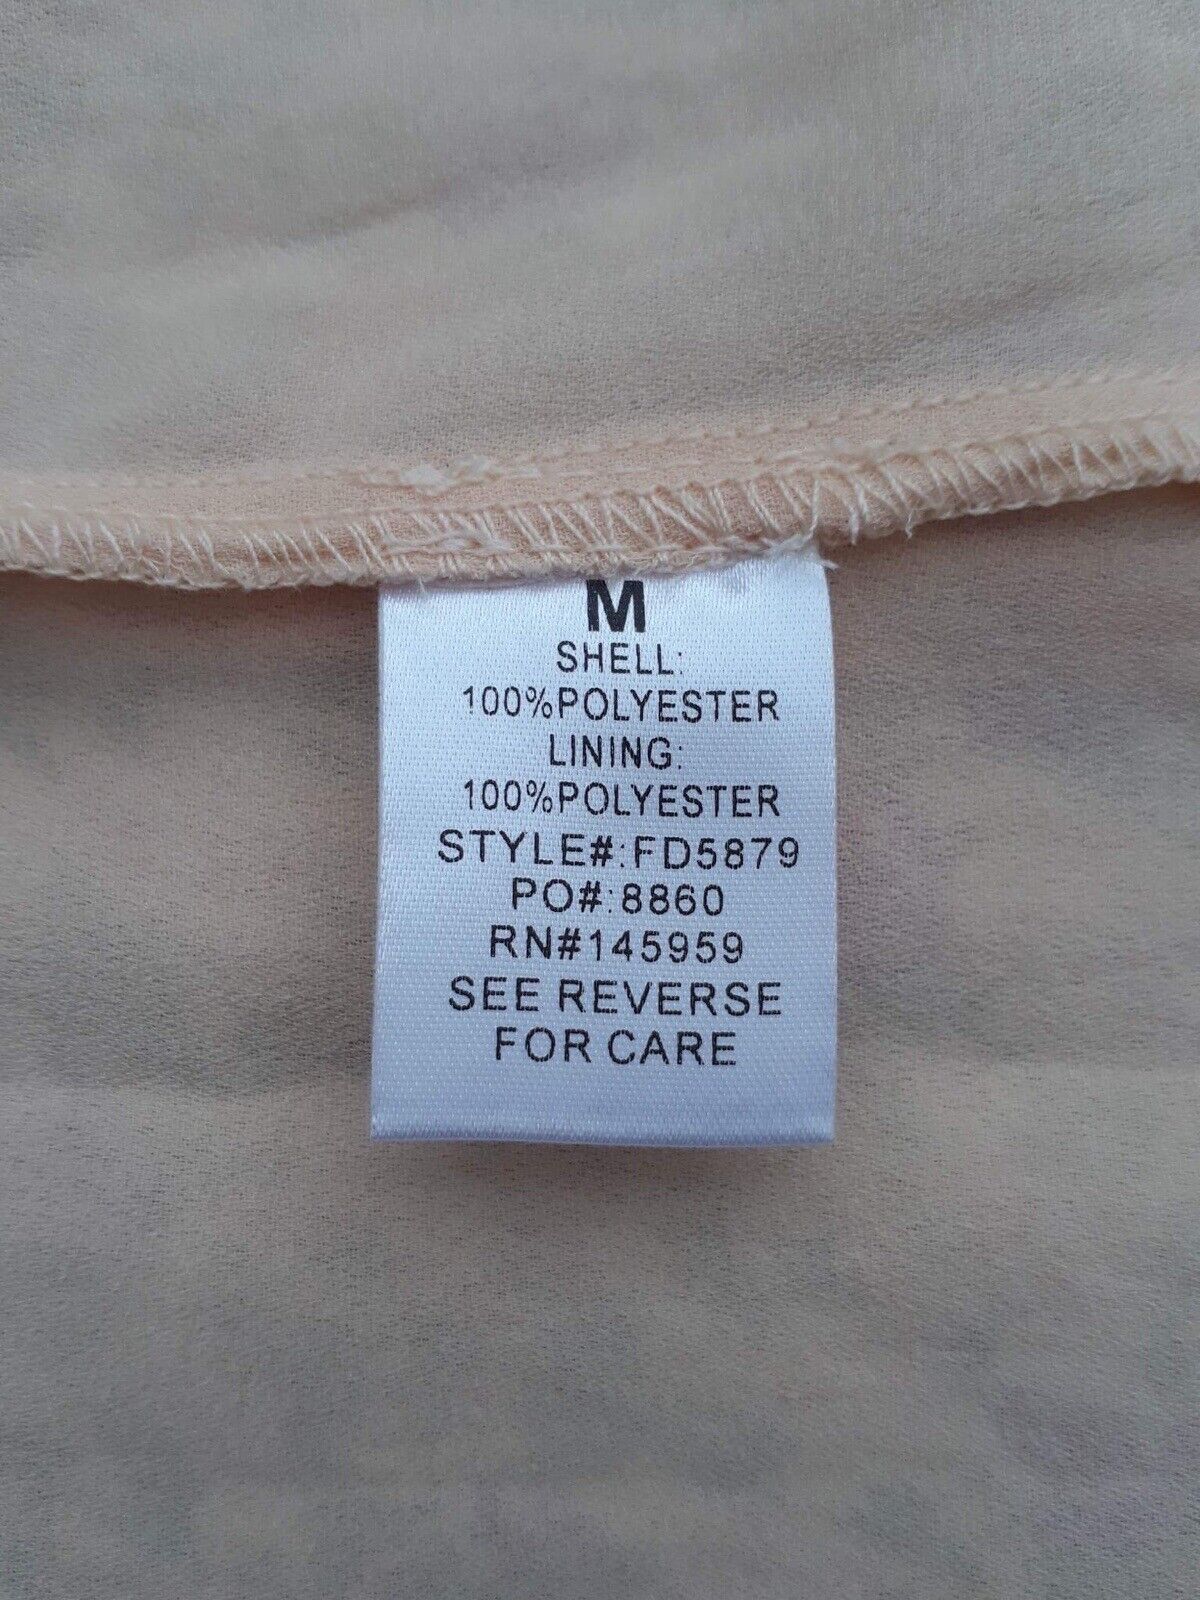 M
SHELL:
100%POLYESTER
LINING:
100%POLYESTER
STYLE#:FD5879
PO#:8860
RN#145959
SEE REVERSE
FOR CARE